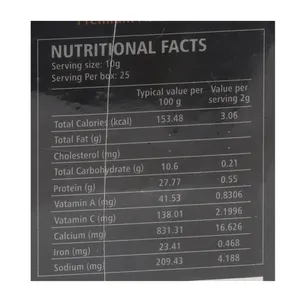 NUTRITIONAL FACTS
Serving size: 10g
Serving Per box: 25
Typical value per 100 g Value per serving 2g
Total Calories (kcal) 153.48 3.06
Total Fat (g) - -
Cholesterol (mg) - -
Total Carbohydrate (g) 10.6 0.21
Protein (g) 27.77 0.55
Vitamin A (mg) 41.53 0.8306
Vitamin C (mg) 138.01 2.1996
Calcium (mg) 831.31 16.626
Iron (mg) 23.41 0.468
Sodium (mg) 209.43 4.188